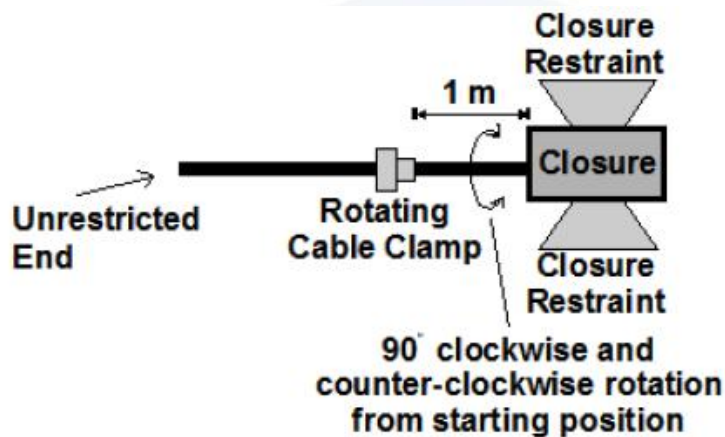 Closure
Restraint
1 m
Closure
Unrestricted
End
Rotating
Cable Clamp
Closure
Restraint
90° clockwise and
counter-clockwise rotation
from starting position